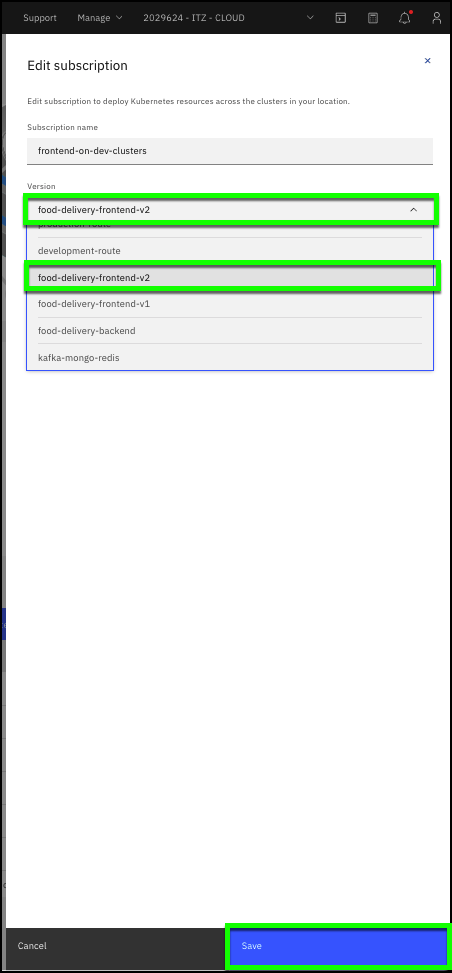 Support Manage 2029624 - ITZ - CLOUD
Edit subscription
Edit subscription to deploy Kubernetes resources across the clusters in your location.
Subscription name
frontend-on-dev-clusters
Version
food-delivery-frontend-v2
production-route
development-route
food-delivery-frontend-v2
food-delivery-frontend-v1
food-delivery-backend
kafka-mongo-redis
Cancel Save